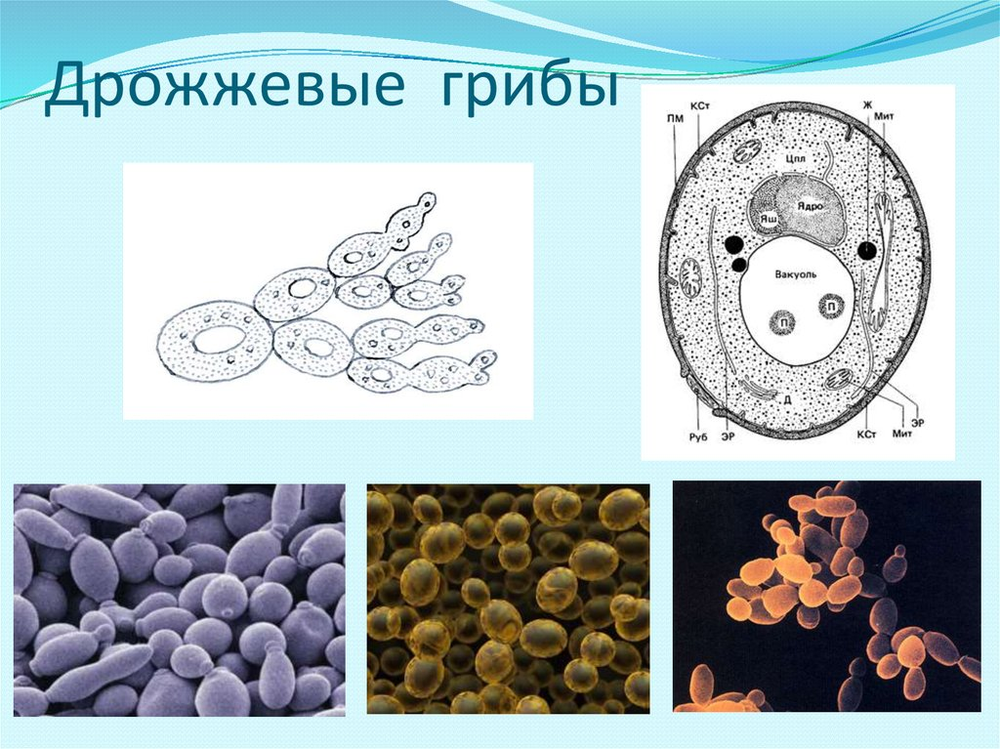 Дрожжевые грибы
КСт
Ж
ПМ
Мит
Цпл
Ядро
Яш
Вакуоль
П
П
Д
Руб
ЭР
КСт
Мит
ЭР